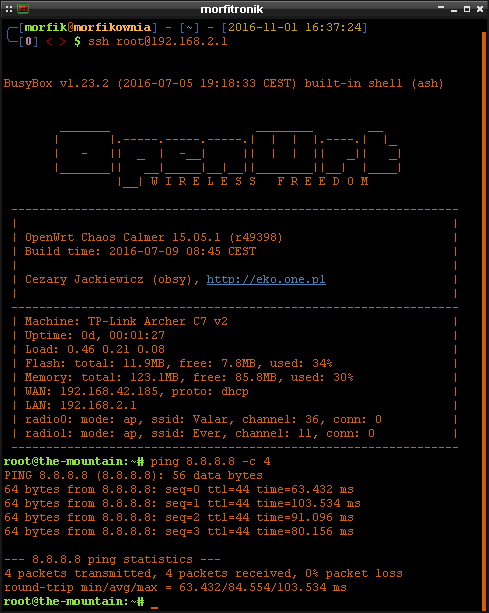 morfitronik
[morfik@morfikownia] - [~] - [2016-11-01 16:37:24]
[0] <> $ ssh root@192.168.2.1
BusyBox v1.23.2 (2016-07-05 19:18:33 CEST) built-in shell (ash)
OpenWrt
W I R E L E S S   F R E E D O M
OpenWrt Chaos Calmer 15.05.1 (r49398)
Build time: 2016-07-09 08:45 CEST
Cezary Jackiewicz (obsy), http://eko.one.pl
Machine: TP-Link Archer C7 v2
Uptime: 0d, 00:01:27
Load: 0.46 0.21 0.08
Flash: total: 11.9MB, free: 7.8MB, used: 34%
Memory: total: 123.1MB, free: 85.8MB, used: 30%
WAN: 192.168.42.185, proto: dhcp
LAN: 192.168.2.1
radio0: mode: ap, ssid: Valar, channel: 36, conn: 0
radio1: mode: ap, ssid: Ever, channel: 11, conn: 0
root@the-mountain:~# ping 8.8.8.8 -c 4
PING 8.8.8.8 (8.8.8.8): 56 data bytes
64 bytes from 8.8.8.8: seq=0 ttl=44 time=63.432 ms
64 bytes from 8.8.8.8: seq=1 ttl=44 time=103.534 ms
64 bytes from 8.8.8.8: seq=2 ttl=44 time=91.096 ms
64 bytes from 8.8.8.8: seq=3 ttl=44 time=80.156 ms
--- 8.8.8.8 ping statistics ---
4 packets transmitted, 4 packets received, 0% packet loss
round-trip min/avg/max = 63.432/84.554/103.534 ms
root@the-mountain:~# _